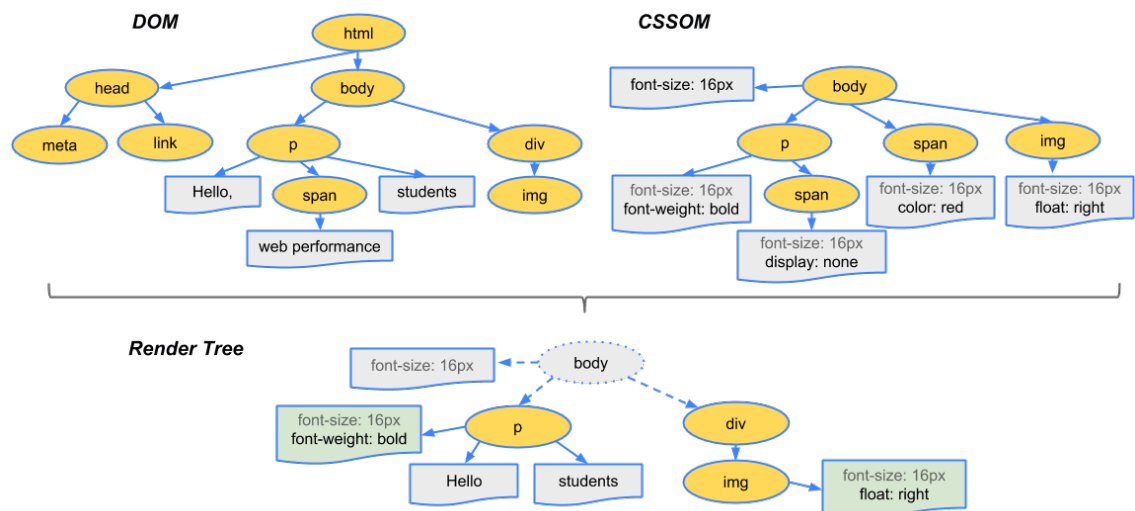 DOM
html
head
body
meta
link
p
div
Hello,
span
students
img
web performance
CSSOM
font-size: 16px
body
p
span
img
font-size: 16px
font-weight: bold
span
font-size: 16px
color: red
font-size: 16px
float: right
font-size: 16px
display: none
Render Tree
font-size: 16px
body
font-size: 16px
font-weight: bold
p
div
Hello
students
img
font-size: 16px
float: right